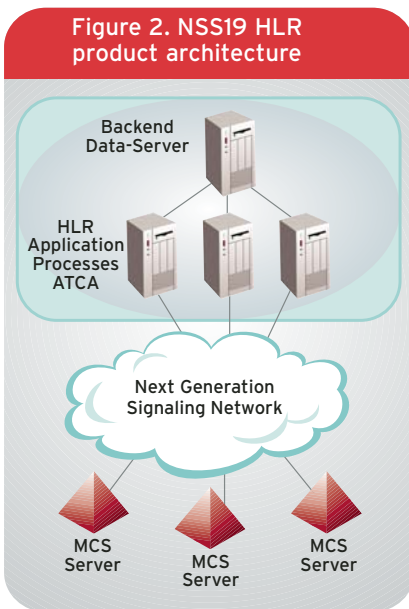 Figure 2. NSS19 HLR
product architecture
Backend
Data-Server
HLR
Application
Processes
ATCA
Next Generation
Signaling Network
MCS
Server
MCS
Server
MCS
Server